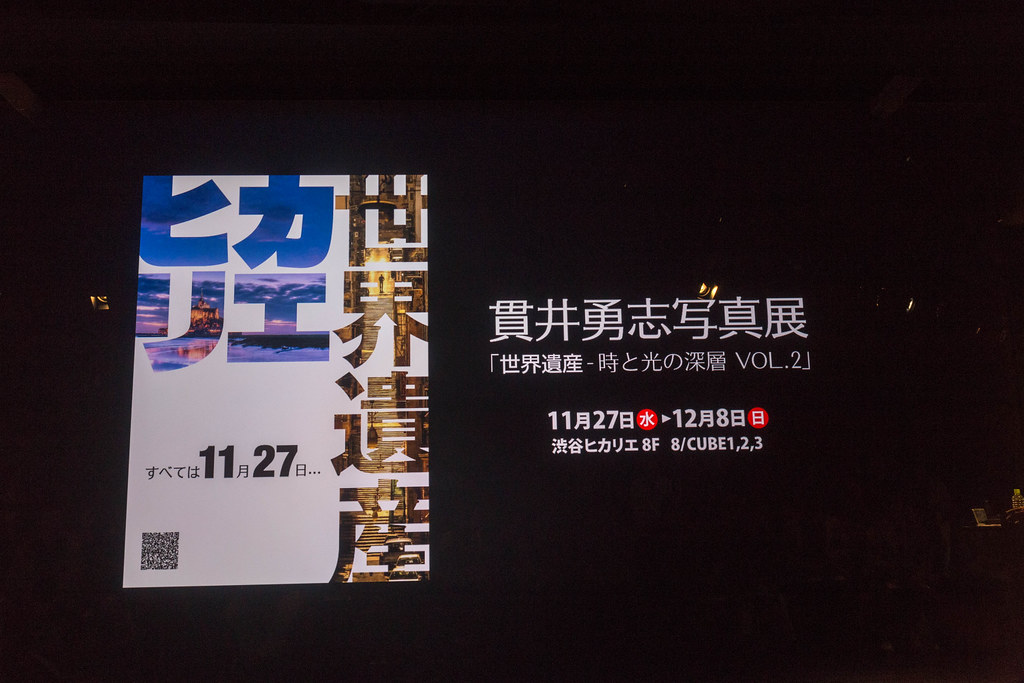 ヒカリエ
世界遺産
すべては11月27日...
貫井勇志写真展
「世界遺産-時と光の深層 VOL.2」
11月27日水▶12月8日日
渋谷ヒカリエ 8F 8/CUBE1,2,3